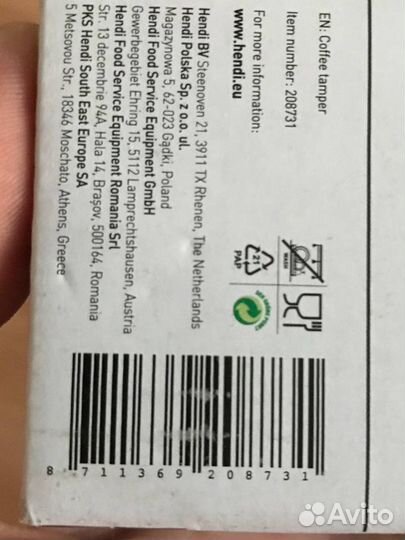 EN: Coffee tamper
Item number: 208731
For more information:
www.hendi.eu
Hendi BV Steenoven 21, 3911 TX Rhenen, The Netherlands
Hendi Polska Sp. z o.o. ul.
Magazynowa 5, 62-023 Gądki, Poland
Hendi Food Service Equipment GmbH
Gewerbegebiet Ehring 15, 5112 Lamprechtshausen, Austria
Hendi Food Service Equipment Romania Srl
Str. 13 decembrie 94A, Hala 14, Brașov, 500164, Romania
PKS Hendi South East Europe SA
5 Metsovou Str., 18346 Moschato, Athens, Greece
WASH
21
PAP
DER GRÜNE PUNKT
8 711369 208731
Avito